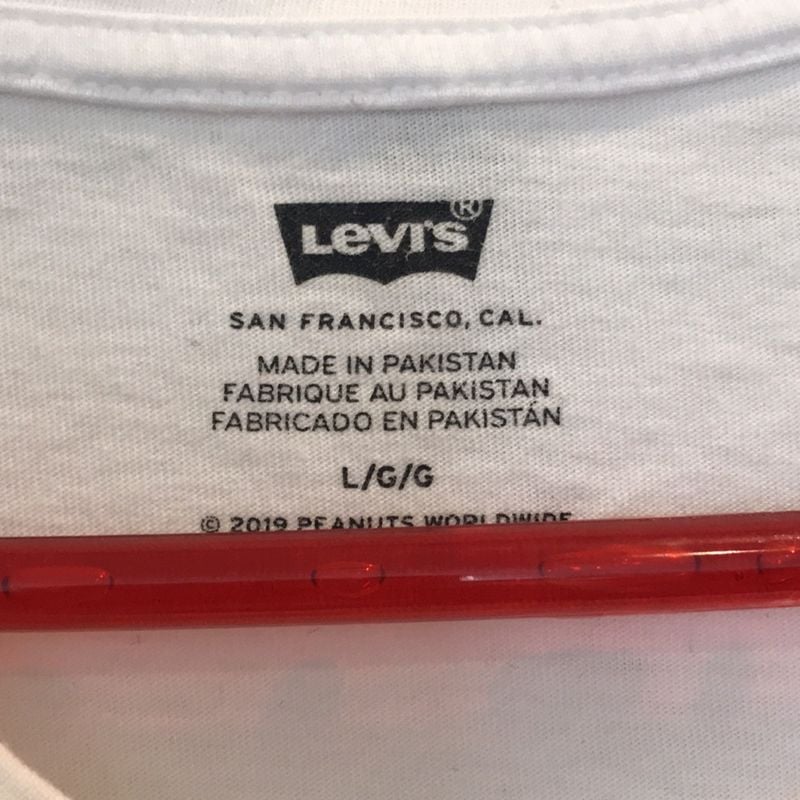 Levi's®
SAN FRANCISCO, CAL.
MADE IN PAKISTAN
FABRIQUE AU PAKISTAN
FABRICADO EN PAKISTÁN
L/G/G
© 2019 PEANUTS WORLDWIDE